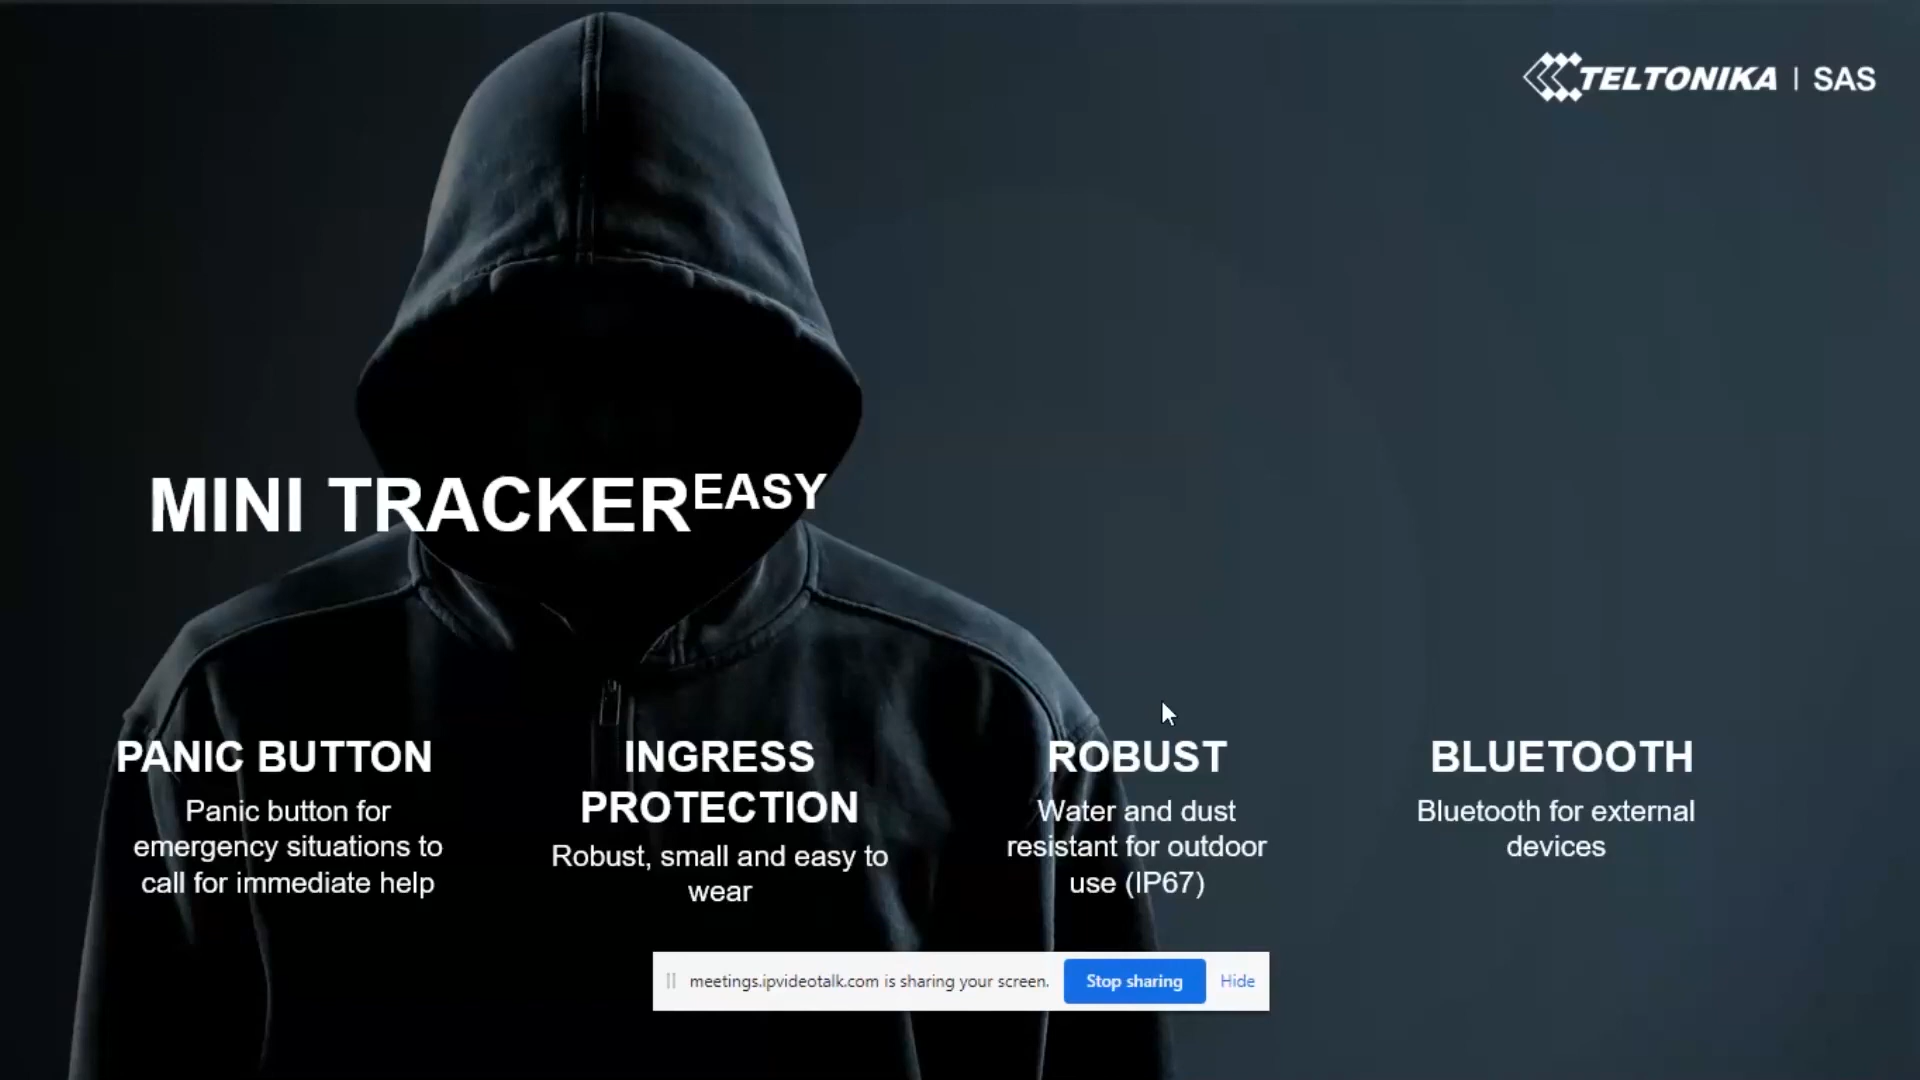 TELTONIKA | SAS
MINI TRACKEREASY
PANIC BUTTON
Panic button for
emergency situations to
call for immediate help
INGRESS
PROTECTION
Robust, small and easy to
wear
ROBUST
Water and dust
resistant for outdoor
use (IP67)
BLUETOOTH
Bluetooth for external
devices
meetings.ipvideotalk.com is sharing your screen.
Stop sharing
Hide